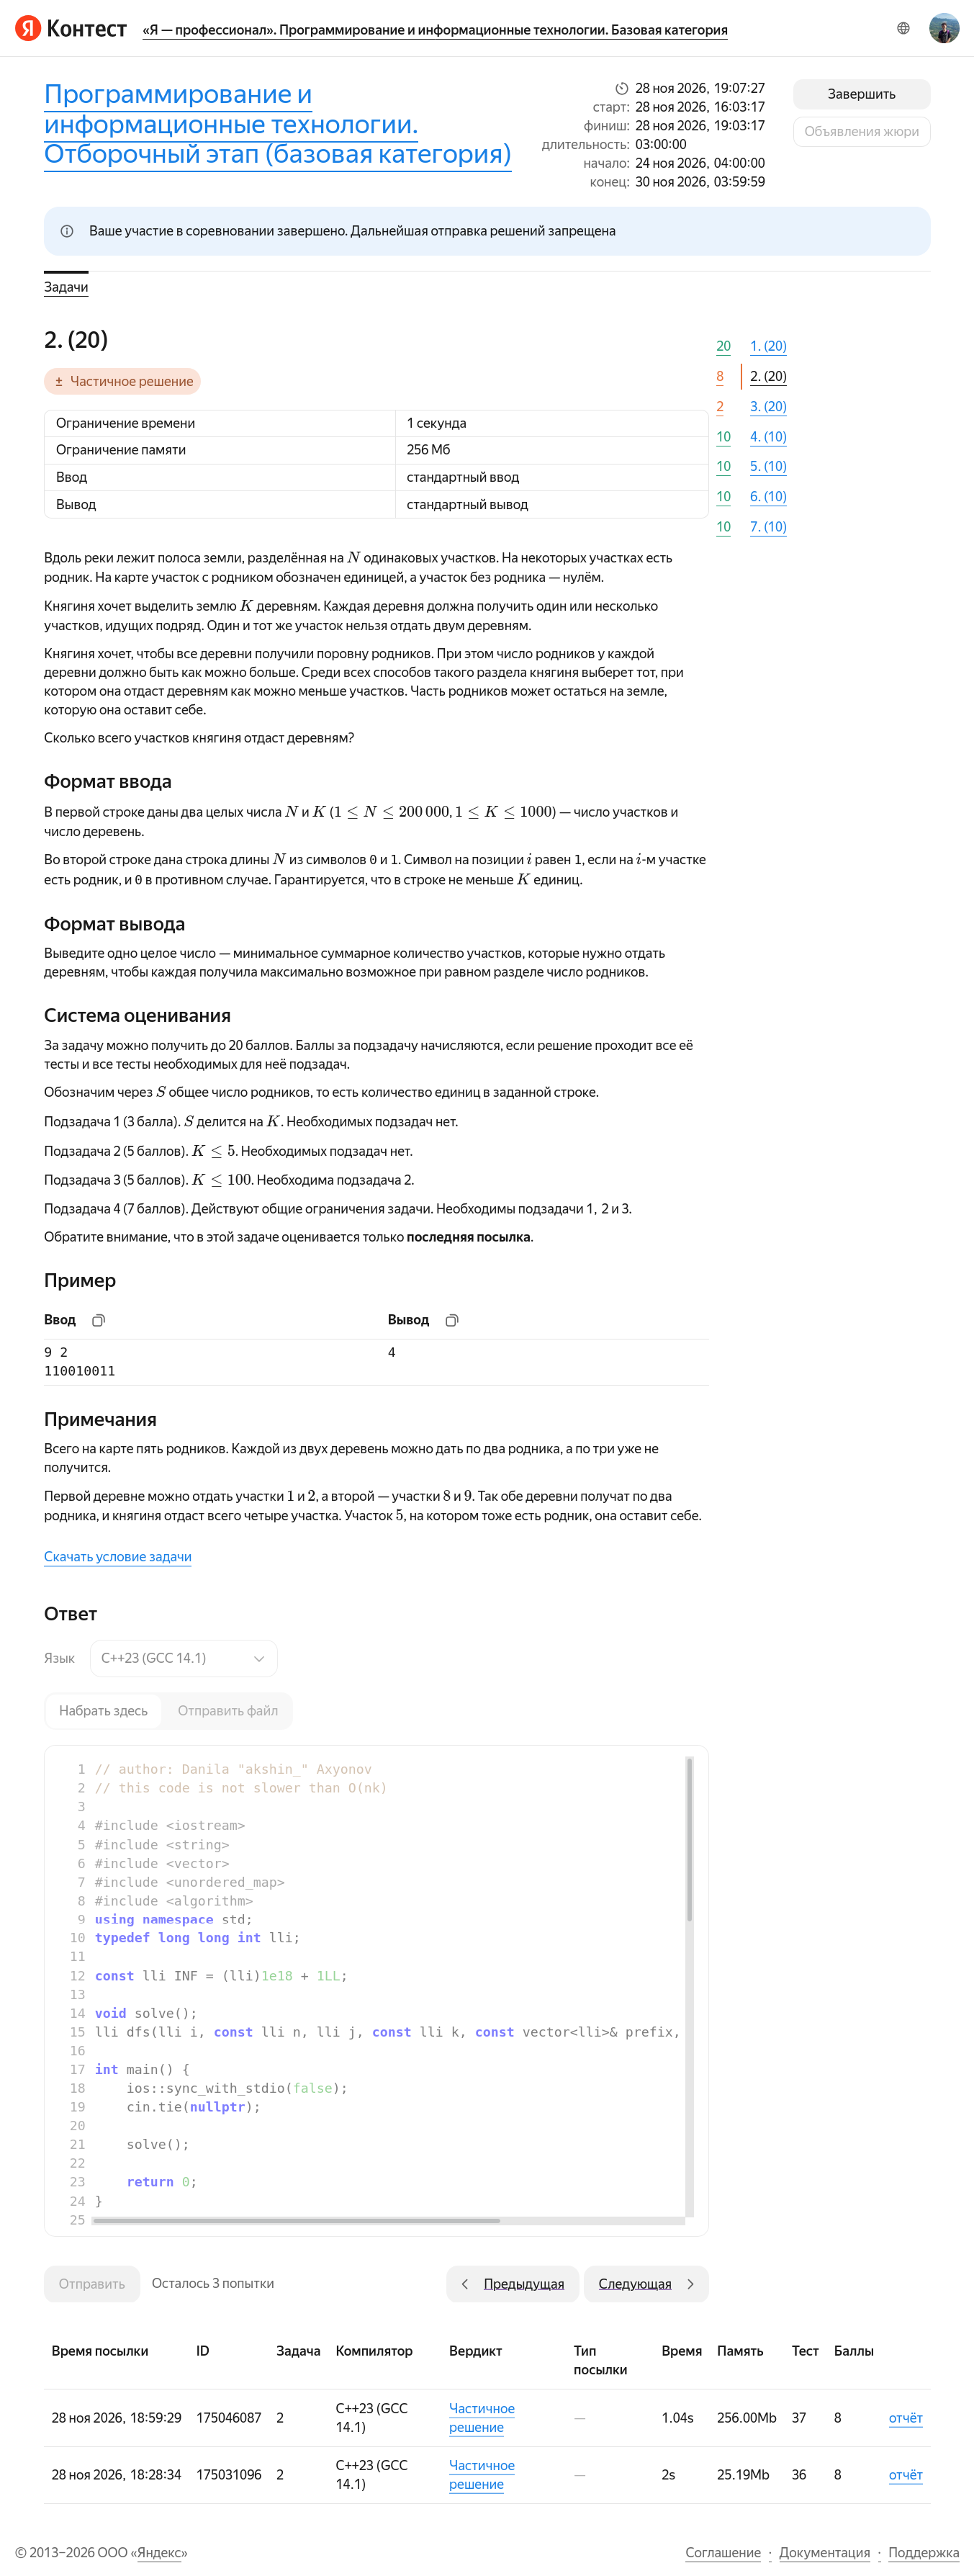 Я Контест
«Я — профессионал». Программирование и информационные технологии. Базовая категория
Программирование и
информационные технологии.
Отборочный этап (базовая категория)
28 ноя 2026, 19:07:27
старт: 28 ноя 2026, 16:03:17
финиш: 28 ноя 2026, 19:03:17
длительность: 03:00:00
начало: 24 ноя 2026, 04:00:00
конец: 30 ноя 2026, 03:59:59
Завершить
Объявления жюри
Ваше участие в соревновании завершено. Дальнейшая отправка решений запрещена
Задачи
2. (20)
± Частичное решение
20 1. (20)
8 2. (20)
2 3. (20)
10 4. (10)
10 5. (10)
10 6. (10)
10 7. (10)
Ограничение времени 1 секунда
Ограничение памяти 256 Мб
Ввод стандартный ввод
Вывод стандартный вывод
Вдоль реки лежит полоса земли, разделённая на N одинаковых участков. На некоторых участках есть
родник. На карте участок с родником обозначен единицей, а участок без родника — нулём.
Княгиня хочет выделить землю K деревням. Каждая деревня должна получить один или несколько
участков, идущих подряд. Один и тот же участок нельзя отдать двум деревням.
Княгиня хочет, чтобы все деревни получили поровну родников. При этом число родников у каждой
деревни должно быть как можно больше. Среди всех способов такого раздела княгиня выберет тот, при
котором она отдаст деревням как можно меньше участков. Часть родников может остаться на земле,
которую она оставит себе.
Сколько всего участков княгиня отдаст деревням?
Формат ввода
В первой строке даны два целых числа N и K (1 ≤ N ≤ 200 000, 1 ≤ K ≤ 1000) — число участков и
число деревень.
Во второй строке дана строка длины N из символов 0 и 1. Символ на позиции i равен 1, если на i-м участке
есть родник, и 0 в противном случае. Гарантируется, что в строке не меньше K единиц.
Формат вывода
Выведите одно целое число — минимальное суммарное количество участков, которые нужно отдать
деревням, чтобы каждая получила максимально возможное при равном разделе число родников.
Система оценивания
За задачу можно получить до 20 баллов. Баллы за подзадачу начисляются, если решение проходит все её
тесты и все тесты необходимых для неё подзадач.
Обозначим через S общее число родников, то есть количество единиц в заданной строке.
Подзадача 1 (3 балла). S делится на K. Необходимых подзадач нет.
Подзадача 2 (5 баллов). K ≤ 5. Необходимых подзадач нет.
Подзадача 3 (5 баллов). K ≤ 100. Необходима подзадача 2.
Подзадача 4 (7 баллов). Действуют общие ограничения задачи. Необходимы подзадачи 1, 2 и 3.
Обратите внимание, что в этой задаче оценивается только последняя посылка.
Пример
Ввод Вывод
9 2 4
110010011
Примечания
Всего на карте пять родников. Каждой из двух деревень можно дать по два родника, а по три уже не
получится.
Первой деревне можно отдать участки 1 и 2, а второй — участки 8 и 9. Так обе деревни получат по два
родника, и княгиня отдаст всего четыре участка. Участок 5, на котором тоже есть родник, она оставит себе.
Скачать условие задачи
Ответ
Язык C++23 (GCC 14.1)
Набрать здесь Отправить файл
1 // author: Danila "akshin_" Axyonov
2 // this code is not slower than O(nk)
3
4 #include <iostream>
5 #include <string>
6 #include <vector>
7 #include <unordered_map>
8 #include <algorithm>
9 using namespace std;
10 typedef long long int lli;
11
12 const lli INF = (lli)1e18 + 1LL;
13
14 void solve();
15 lli dfs(lli i, const lli n, lli j, const lli k, const vector<lli>& prefix,
16
17 int main() {
18 ios::sync_with_stdio(false);
19 cin.tie(nullptr);
20
21 solve();
22
23 return 0;
24 }
25
Отправить Осталось 3 попытки Предыдущая Следующая
Время посылки ID Задача Компилятор Вердикт Тип посылки Время Память Тест Баллы
28 ноя 2026, 18:59:29 175046087 2 C++23 (GCC 14.1) Частичное решение — 1.04s 256.00Mb 37 8 отчёт
28 ноя 2026, 18:28:34 175031096 2 C++23 (GCC 14.1) Частичное решение — 2s 25.19Mb 36 8 отчёт
© 2013–2026 ООО «Яндекс» Соглашение · Документация · Поддержка